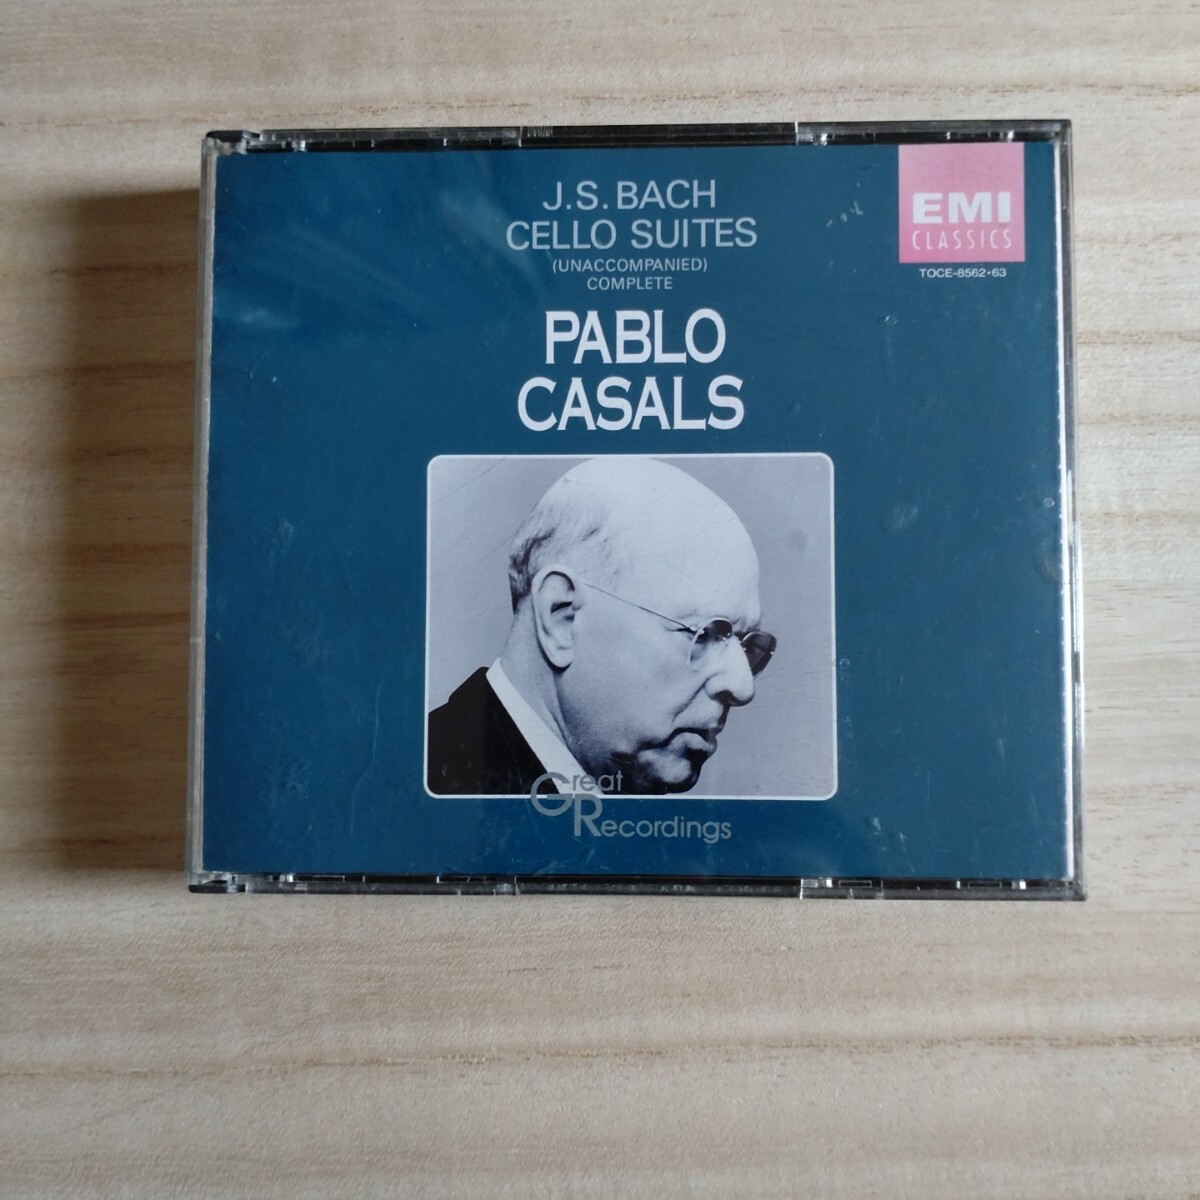 J.S.BACH
CELLO SUITES
(UNACCOMPANIED)
COMPLETE
PABLO
CASALS
EMI
CLASSICS
TOCE-8562・63
Great
Recordings